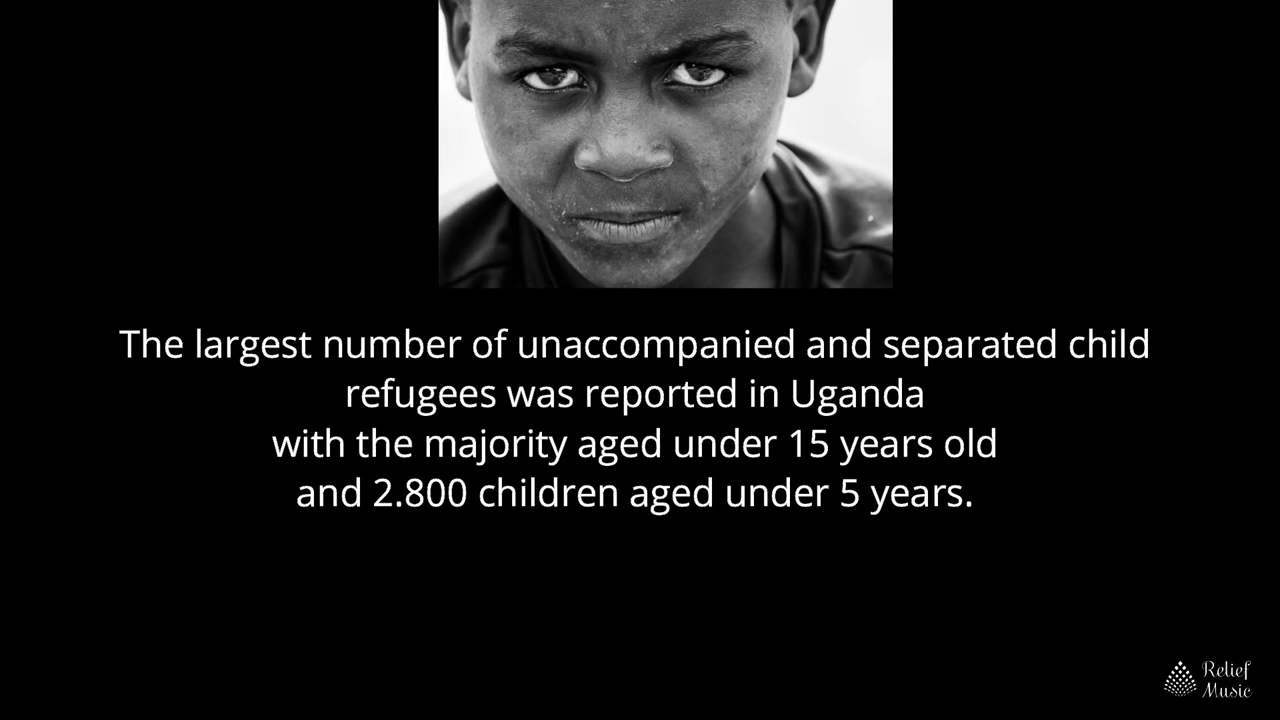 The largest number of unaccompanied and separated child
refugees was reported in Uganda
with the majority aged under 15 years old
and 2.800 children aged under 5 years.
Relief
Music